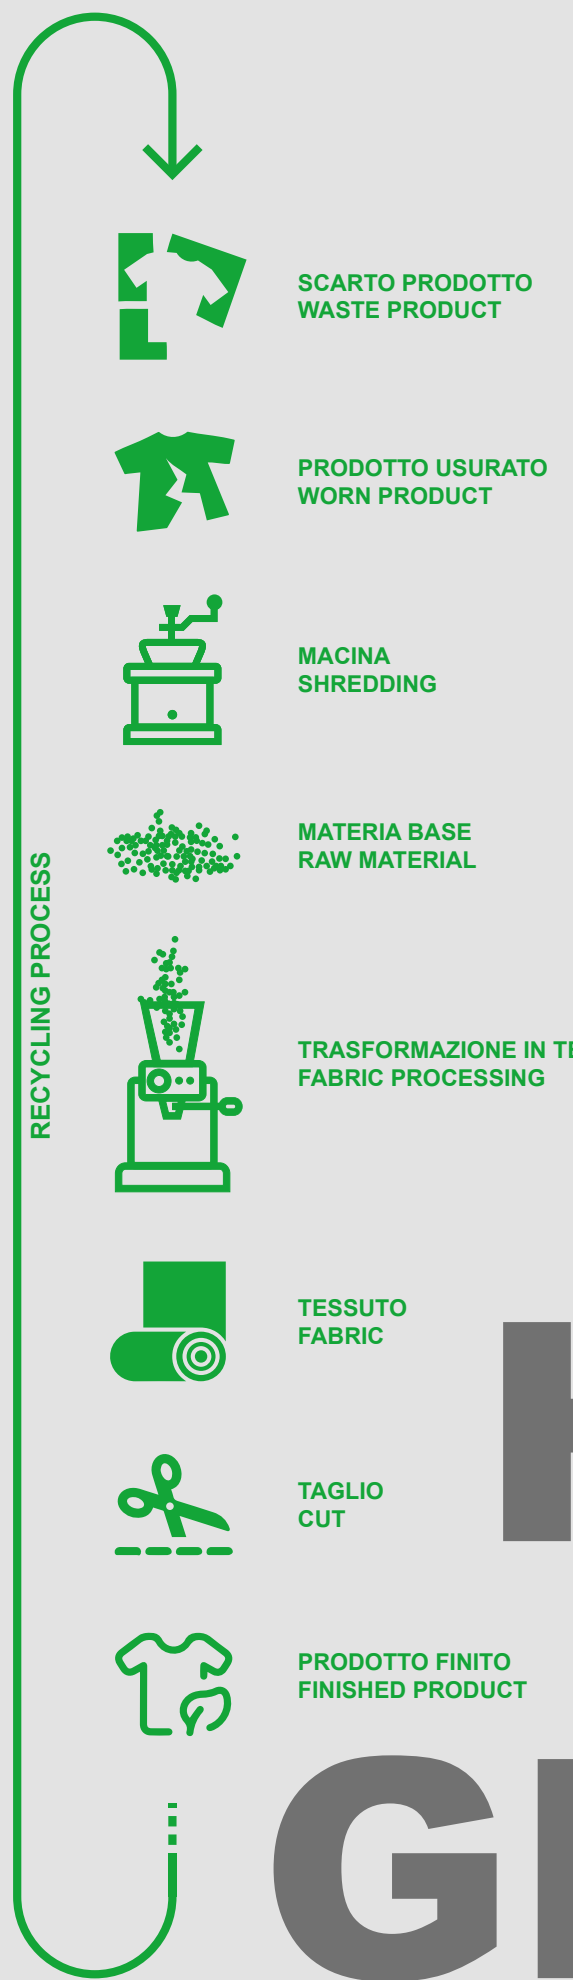 SCARTO PRODOTTO
WASTE PRODUCT
PRODOTTO USURATO
WORN PRODUCT
MACINA
SHREDDING
MATERIA BASE
RAW MATERIAL
RECYCLING PROCESS
TRASFORMAZIONE IN TE
FABRIC PROCESSING
TESSUTO
FABRIC
TAGLIO
CUT
PRODOTTO FINITO
FINISHED PRODUCT
G